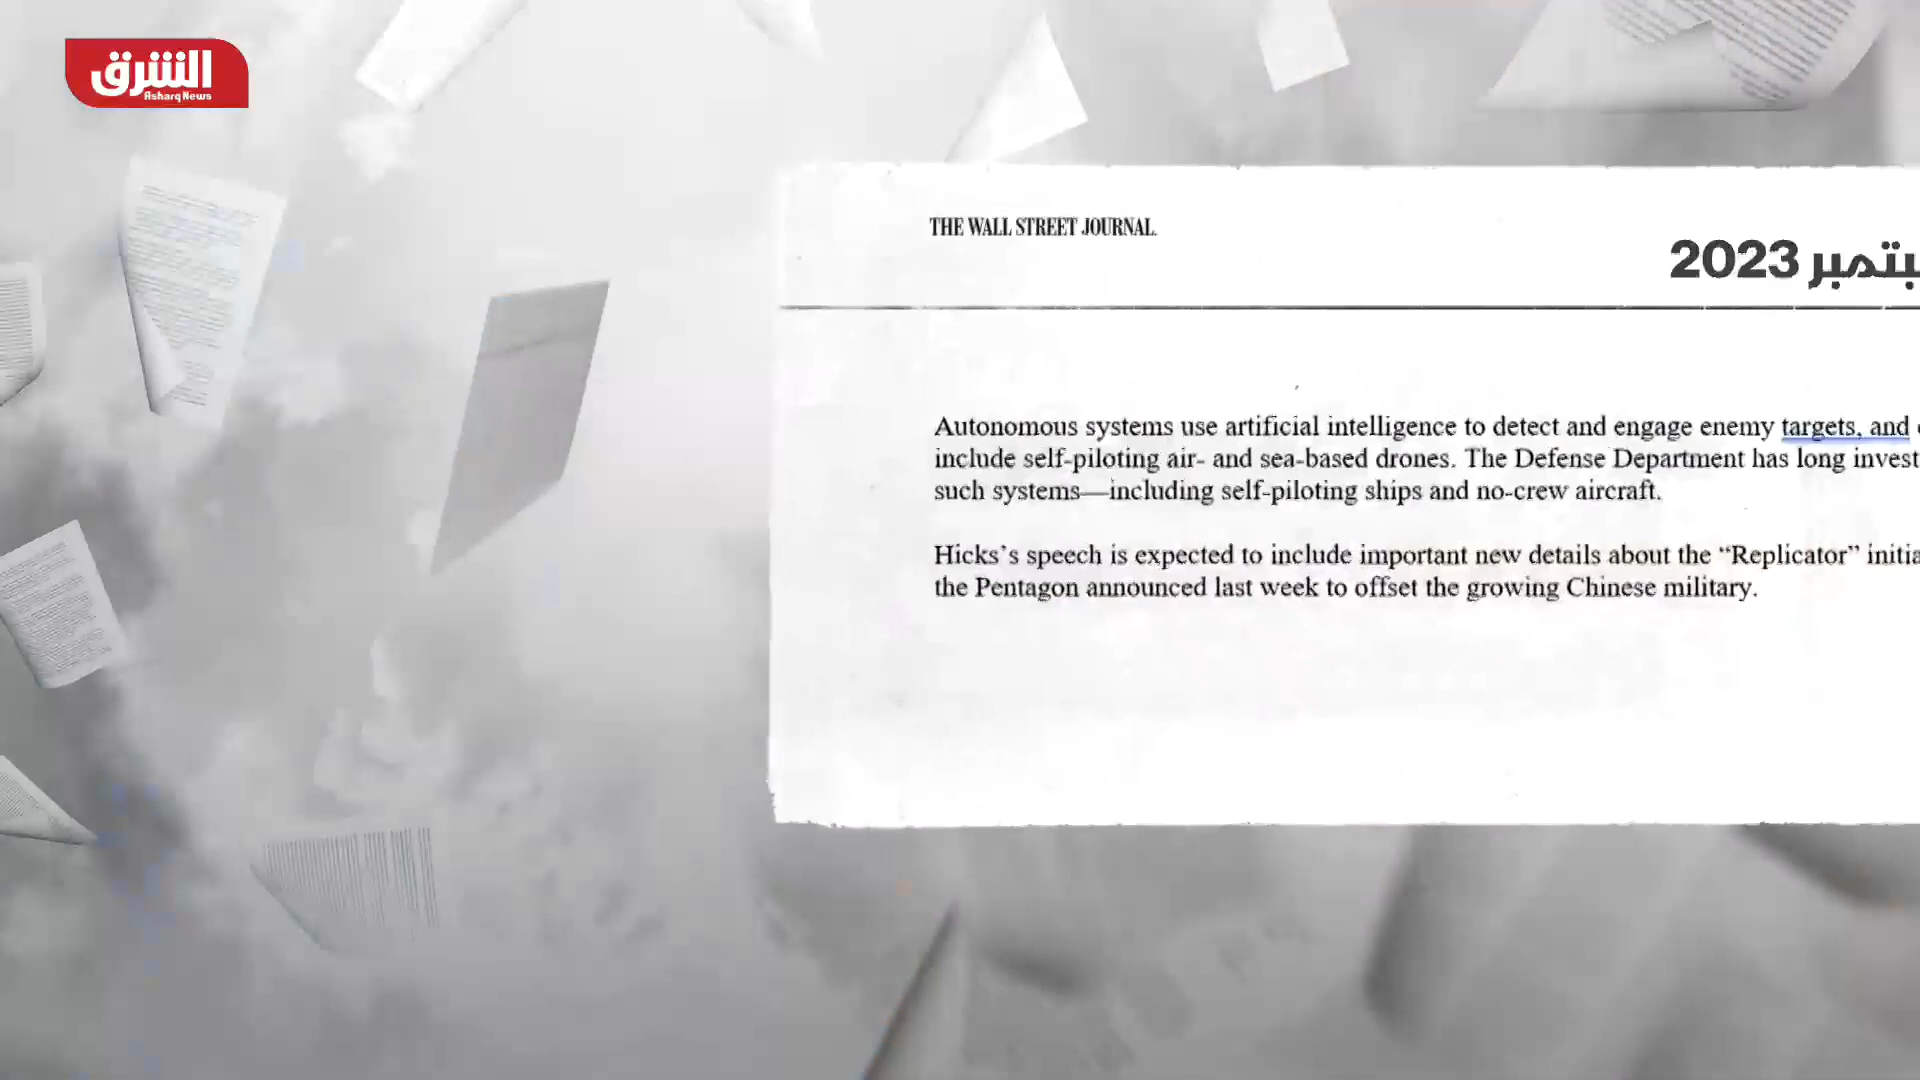 الشرق
Asharq News
THE WALL STREET JOURNAL.
2023
Autonomous systems use artificial intelligence to detect and engage enemy targets, and
include self-piloting air- and sea-based drones. The Defense Department has long
such systems—including self-piloting ships and no-crew aircraft.
Hicks’s speech is expected to include important new details about the “Replicator”
the Pentagon announced last week to offset the growing Chinese military.